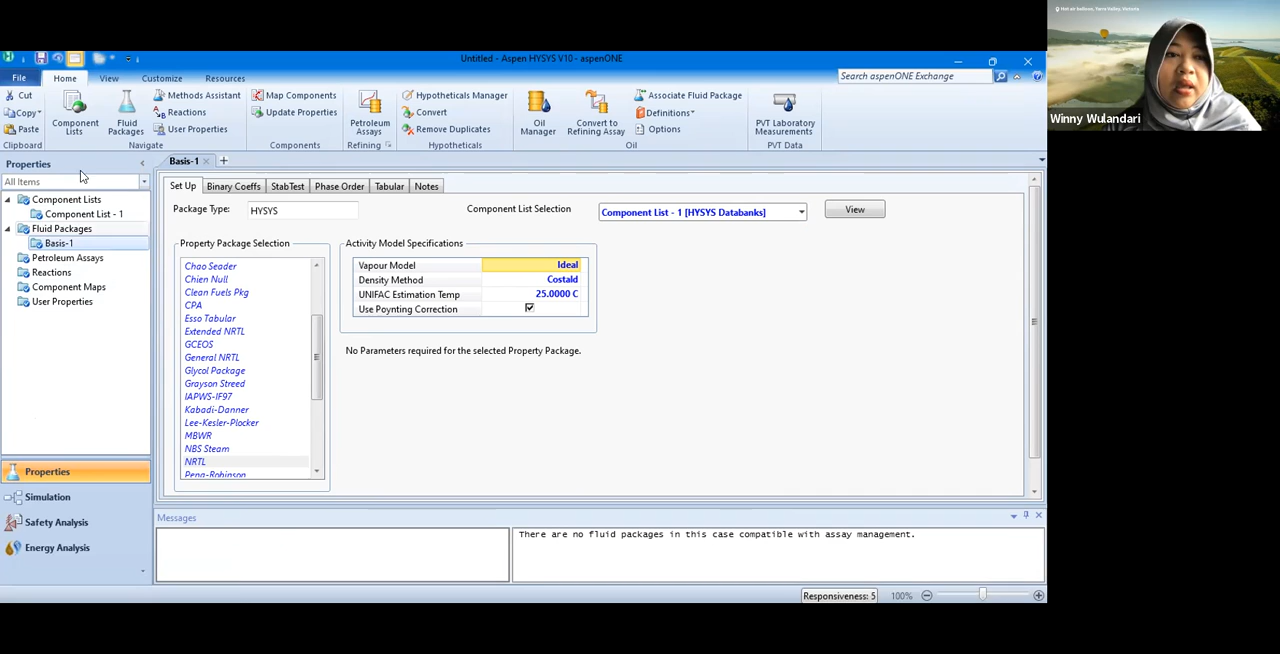 Untitled - Aspen HYSYS V10 - aspenONE
File
Home
View
Customize
Resources
Search aspenONE Exchange
Cut
Copy
Paste
Clipboard
Component Lists
Fluid Packages
Methods Assistant
Reactions
User Properties
Navigate
Map Components
Update Properties
Components
Petroleum Assays
Refining
Hypotheticals Manager
Convert
Remove Duplicates
Hypotheticals
Oil Manager
Convert to Refining Assay
Associate Fluid Package
Definitions
Options
Oil
PVT Laboratory Measurements
PVT Data
Properties
All Items
Component Lists
Component List - 1
Fluid Packages
Basis-1
Petroleum Assays
Reactions
Component Maps
User Properties
Properties
Simulation
Safety Analysis
Energy Analysis
Basis-1
Set Up
Binary Coeffs
StabTest
Phase Order
Tabular
Notes
Package Type:
HYSYS
Component List Selection
Component List - 1 [HYSYS Databanks]
View
Property Package Selection
Chao Seader
Chien Null
Clean Fuels Pkg
CPA
Esso Tabular
Extended NRTL
GCEOS
General NRTL
Glycol Package
Grayson Streed
IAPWS-IF97
Kabadi-Danner
Lee-Kesler-Plocker
MBWR
NBS Steam
NRTL
Peng-Robinson
Activity Model Specifications
Vapour Model Ideal
Density Method Costald
UNIFAC Estimation Temp 25.0000 C
Use Poynting Correction
No Parameters required for the selected Property Package.
Messages
There are no fluid packages in this case compatible with assay management.
Responsiveness: 5
100%
Hot air balloon, Yarra Valley, Victoria
Winny Wulandari